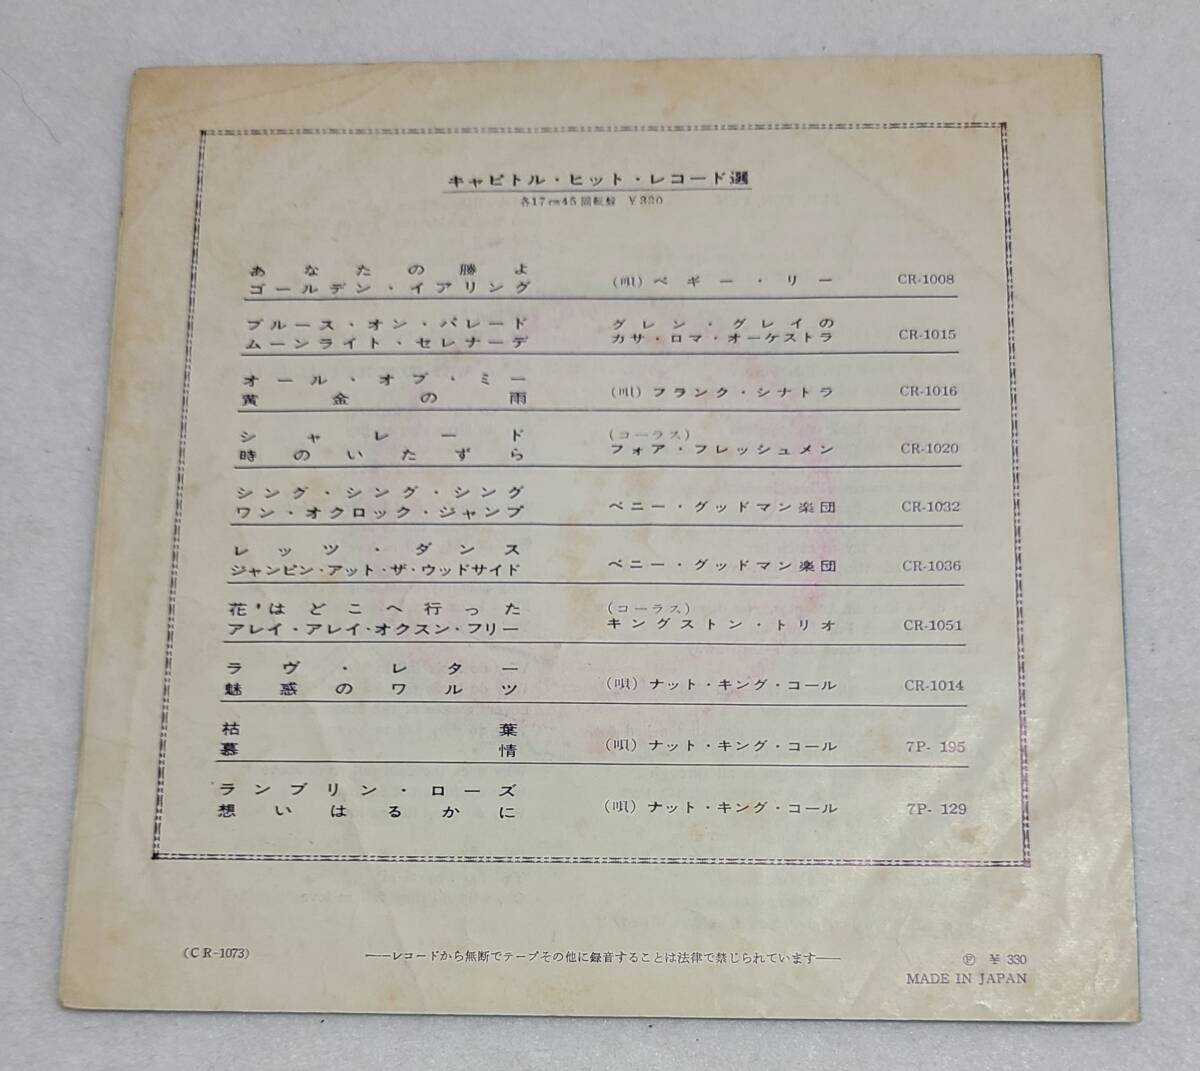 キャピトル・ヒット・レコード選
各17cm45回転盤 ￥330
あなたの勝よ
ゴールデン・イアリング
(唄) ペギー・リー
CR-1008
ブルース・オン・パレード
ムーンライト・セレナーデ
グレン・グレイの
カサ・ロマ・オーケストラ
CR-1015
オール・オブ・ミー
黄金の雨
(唄) フランク・シナトラ
CR-1016
シャレード
時のいたずら
(コーラス)
フォア・フレッシュメン
CR-1020
シング・シング・シング
ワン・オクロック・ジャンプ
ベニー・グッドマン楽団
CR-1032
レッツ・ダンス
ジャンピン・アット・ザ・ウッドサイド
ベニー・グッドマン楽団
CR-1036
花はどこへ行った
アレイ・アレイ・オクスン・フリー
(コーラス)
キングストン・トリオ
CR-1051
ラヴ・レター
魅惑のワルツ
(唄) ナット・キング・コール
CR-1014
枯葉
慕情
(唄) ナット・キング・コール
7P- 195
ランブリン・ローズ
想いはるかに
(唄) ナット・キング・コール
7P- 129
(CR-1073)
——レコードから無断でテープその他に録音することは法律で禁じられています——
Ⓟ ￥330
MADE IN JAPAN